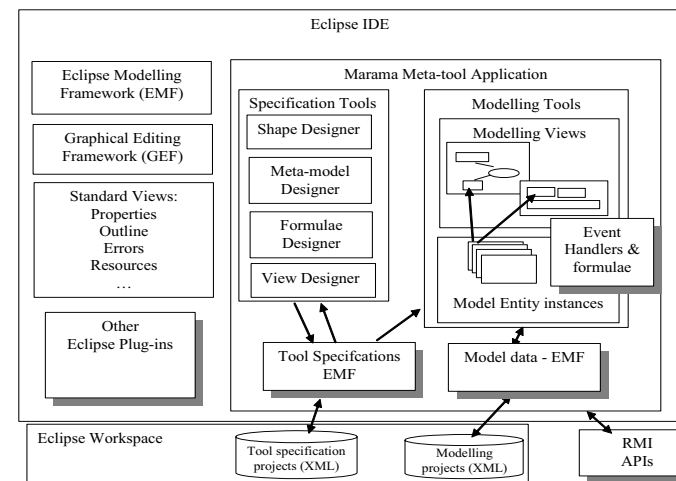 Eclipse IDE
Eclipse Modelling
Framework (EMF)
Graphical Editing
Framework (GEF)
Standard Views:
Properties
Outline
Errors
Resources
…
Other
Eclipse Plug-ins
Marama Meta-tool Application
Specification Tools
Shape Designer
Meta-model
Designer
Formulae
Designer
View Designer
Modelling Tools
Modelling Views
Event
Handlers &
formulae
Model Entity instances
Tool Specifcations
EMF
Model data - EMF
Eclipse Workspace
Tool specification
projects (XML)
Modelling
projects (XML)
RMI
APIs